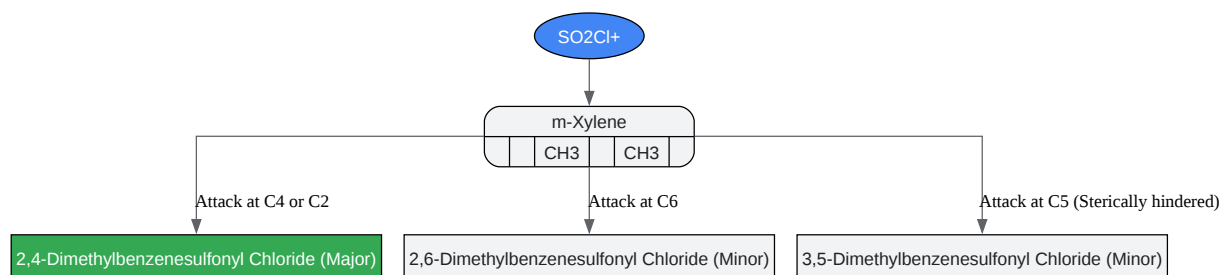 SO2Cl+
m-Xylene
CH3 CH3
Attack at C4 or C2 Attack at C6 Attack at C5 (Sterically hindered)
2,4-Dimethylbenzenesulfonyl Chloride (Major) 2,6-Dimethylbenzenesulfonyl Chloride (Minor) 3,5-Dimethylbenzenesulfonyl Chloride (Minor)